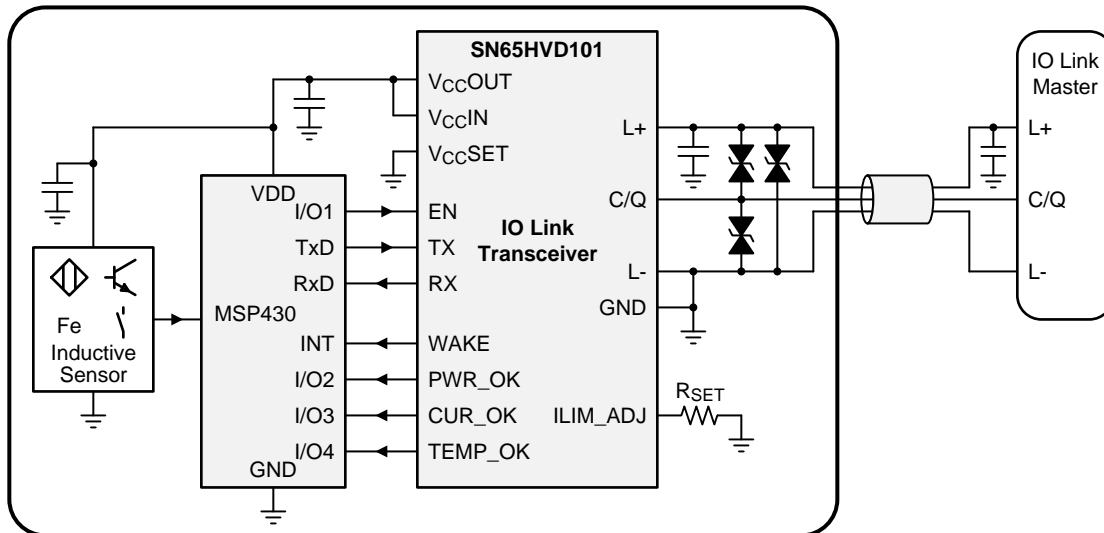 SN65HVD101
VCCOUT
VCCIN
VCCSET
EN
TX
RX
WAKE
PWR_OK
CUR_OK
TEMP_OK
IO Link
Transceiver
L+
C/Q
L-
GND
ILIM_ADJ
RSET
VDD
I/O1
TxD
RxD
MSP430
INT
I/O2
I/O3
I/O4
GND
Fe
Inductive
Sensor
IO Link
Master
L+
C/Q
L-